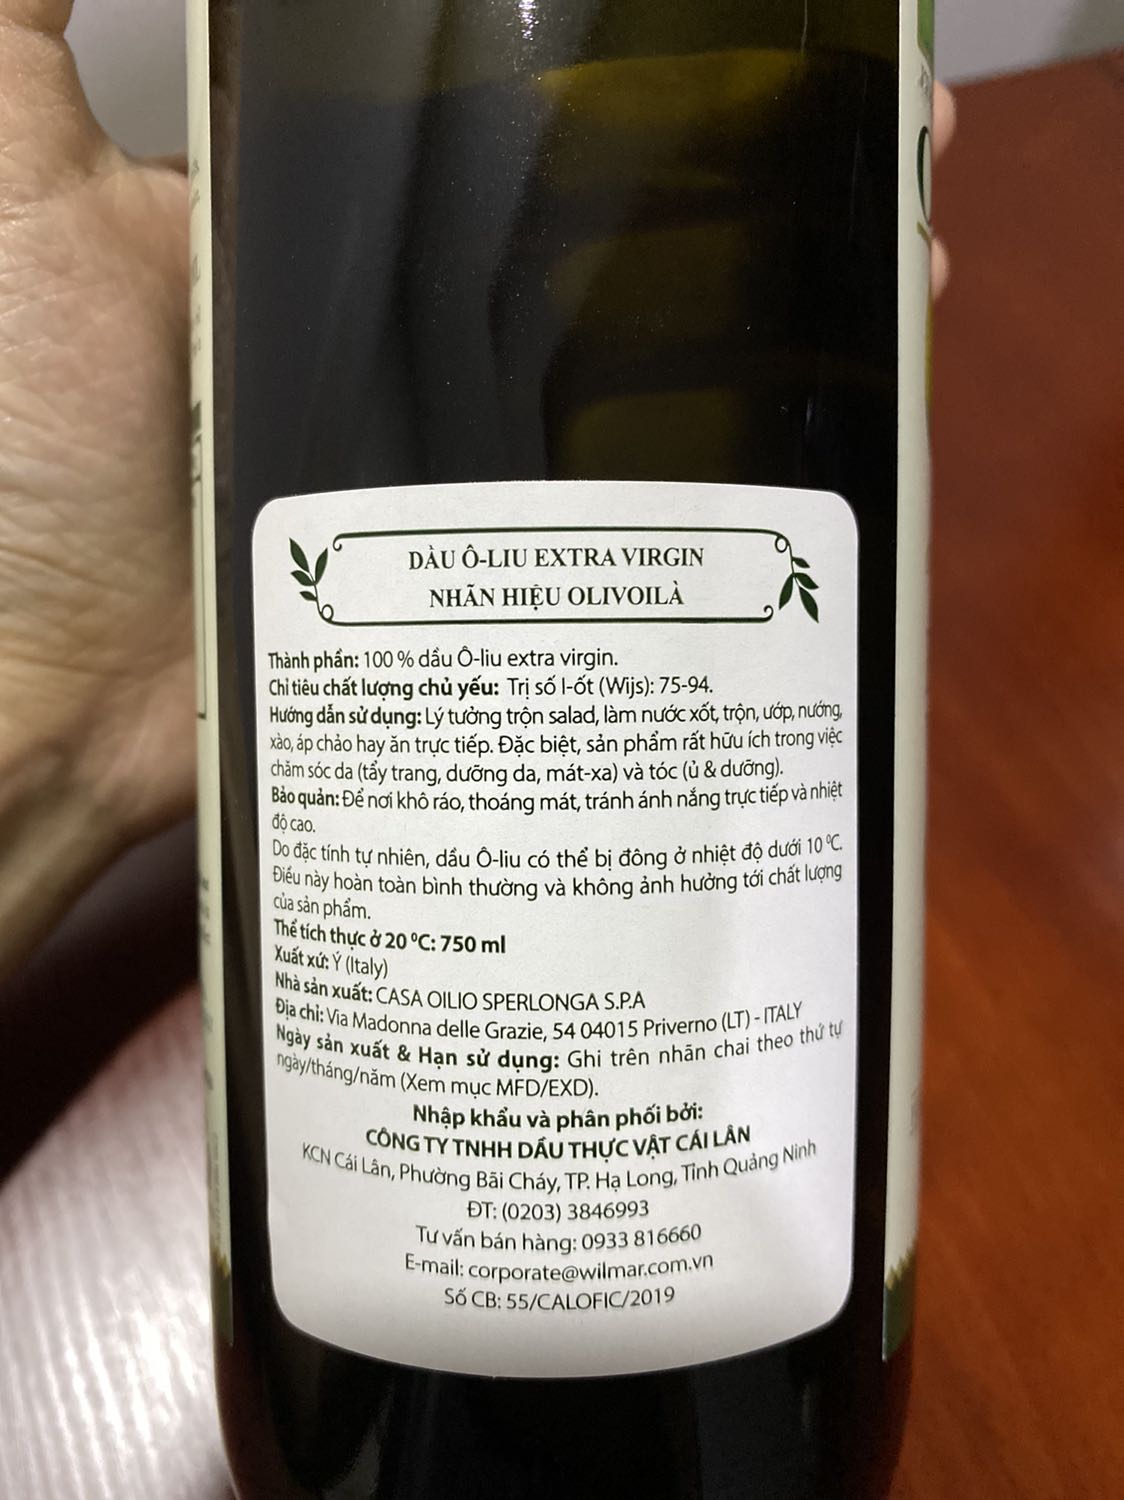 DẦU Ô-LIU EXTRA VIRGIN
NHÃN HIỆU OLIVOILÀ
Thành phần: 100 % dầu Ô-liu extra virgin.
Chỉ tiêu chất lượng chủ yếu: Trị số I-ốt (Wijs): 75-94.
Hướng dẫn sử dụng: Lý tưởng trộn salad, làm nước xốt, trộn, ướp, nướng,
xào, áp chảo hay ăn trực tiếp. Đặc biệt, sản phẩm rất hữu ích trong việc
chăm sóc da (tẩy trang, dưỡng da, mát-xa) và tóc (ủ & dưỡng).
Bảo quản: Để nơi khô ráo, thoáng mát, tránh ánh nắng trực tiếp và nhiệt
độ cao.
Do đặc tính tự nhiên, dầu Ô-liu có thể bị đông ở nhiệt độ dưới 10 ⁰C.
Điều này hoàn toàn bình thường và không ảnh hưởng tới chất lượng
của sản phẩm.
Thể tích thực ở 20 ⁰C: 750 ml
Xuất xứ: Ý (Italy)
Nhà sản xuất: CASA OILIO SPERLONGA S.P.A
Địa chỉ: Via Madonna delle Grazie, 54 04015 Priverno (LT) - ITALY
Ngày sản xuất & Hạn sử dụng: Ghi trên nhãn chai theo thứ tự
ngày/tháng/năm (Xem mục MFD/EXD).
Nhập khẩu và phân phối bởi:
CÔNG TY TNHH DẦU THỰC VẬT CÁI LÂN
KCN Cái Lân, Phường Bãi Cháy, TP. Hạ Long, Tỉnh Quảng Ninh
ĐT: (0203) 3846993
Tư vấn bán hàng: 0933 816660
E-mail: corporate@wilmar.com.vn
Số CB: 55/CALOFIC/2019